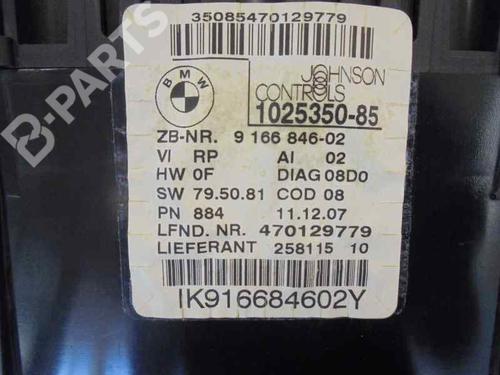 35085470129779
BMW
JOHNSON
CONTROLS
1025350-85
ZB-NR. 9 166 846-02
VI RP AI 02
HW 0F DIAG 08D0
SW 79.50.81 COD 08
PN 884 11.12.07
LFND. NR. 470129779
LIEFERANT 258115 10
IK916684602Y
B-PARTS